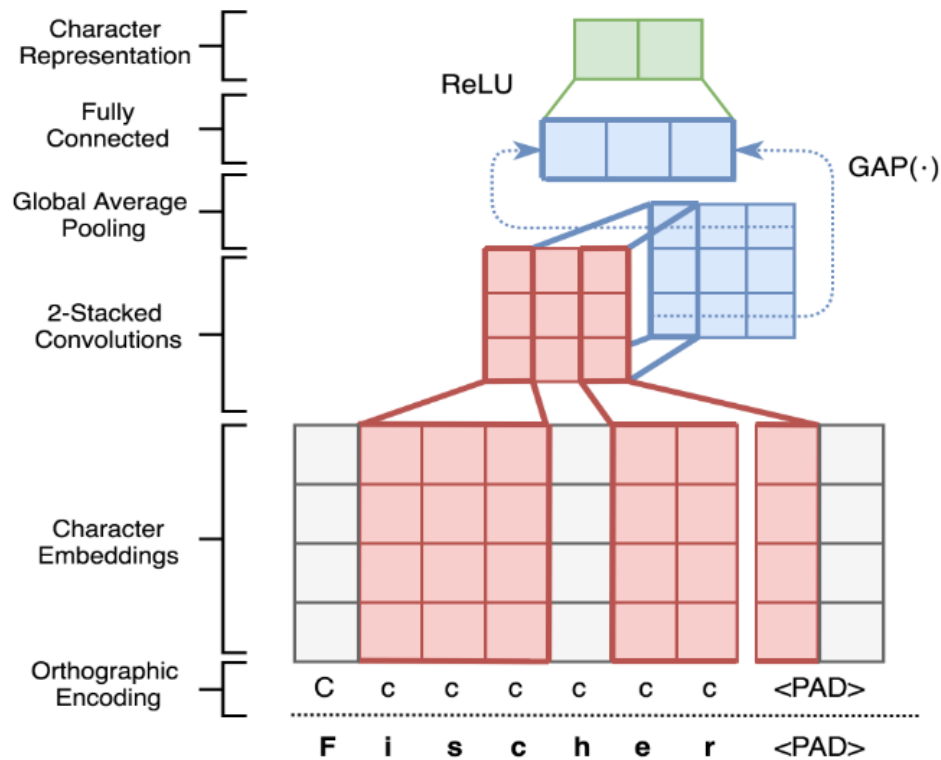 Character
Representation
ReLU
Fully
Connected
GAP(·)
Global Average
Pooling
2-Stacked
Convolutions
Character
Embeddings
Orthographic
Encoding
C c c c c c c <PAD>
F i s c h e r <PAD>